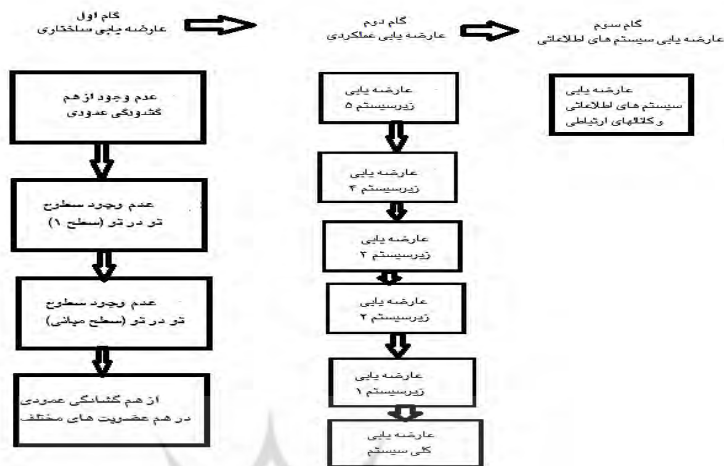 گام اول
عارضه یابی ساختاری
گام دوم
عارضه یابی عملکردی
گام سوم
عارضه یابی سیستم های اطلاعاتی
عدم وجود از هم
گشودگی عمودی
عدم وجود سطوح
تو در تو (سطح ۱)
عدم وجود سطوح
تو در تو (سطح میانی)
از هم گشادگی عمودی
در هم عضویت های مختلف
عارضه یابی
زیرسیستم ۵
عارضه یابی
زیرسیستم ۴
عارضه یابی
زیرسیستم ۳
عارضه یابی
زیرسیستم ۲
عارضه یابی
زیرسیستم ۱
عارضه یابی
کلی سیستم
عارضه یابی
سیستم های اطلاعاتی
و کانالهای ارتباطی